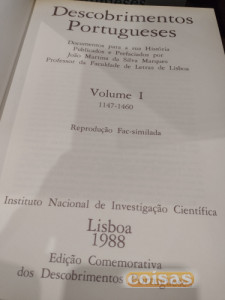 Descobrimentos
Portugueses
Documentos para a sua História
Publicados e Prefaciados por
João Martins da Silva Marques
Professor da Faculdade de Letras de Lisboa
Volume I
1147-1460
Reprodução Fac-similada
Instituto Nacional de Investigação Científica
Lisboa
1988
Edição Comemorativa
dos Descobrimentos
coisas